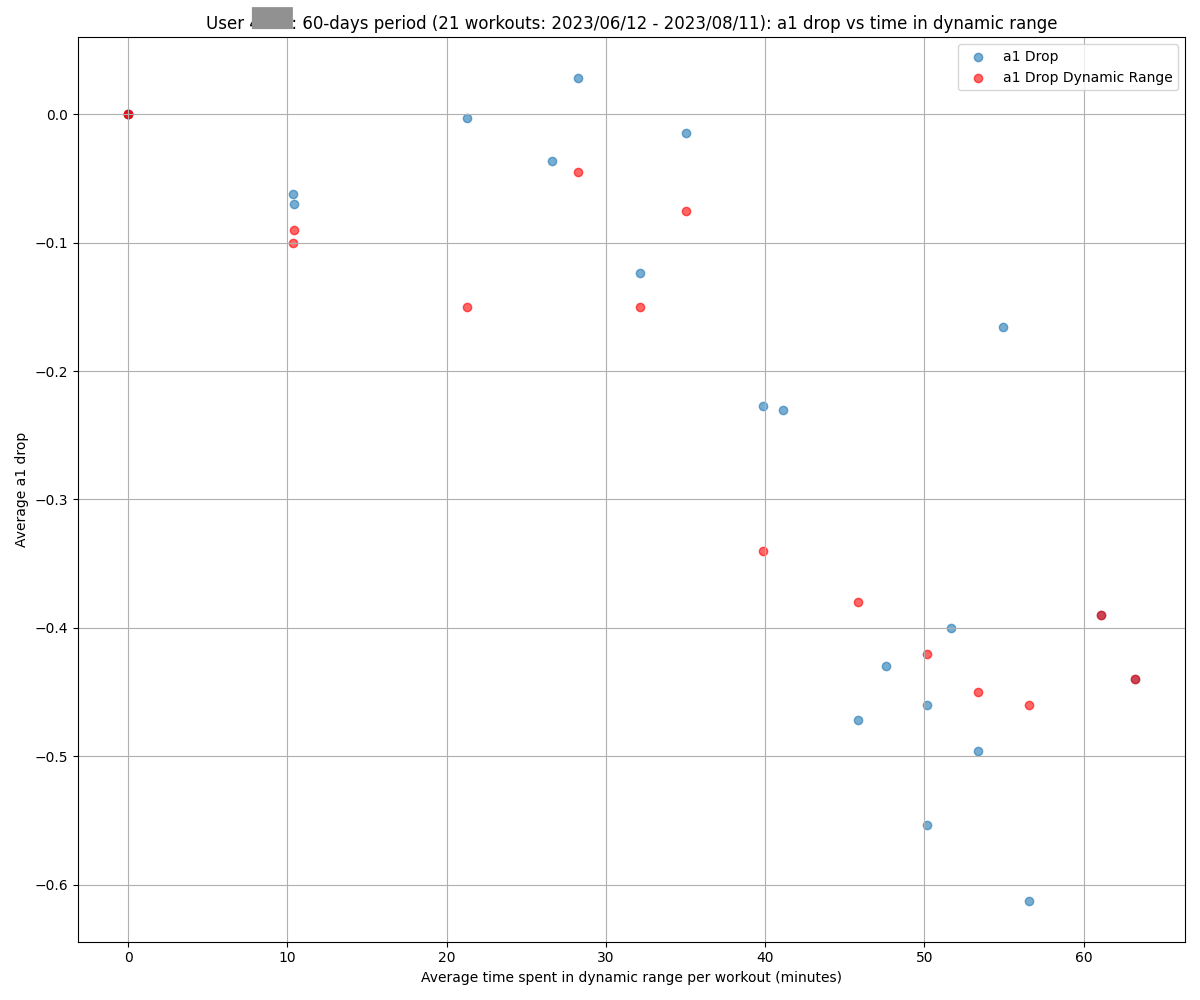 User : 60-days period (21 workouts: 2023/06/12 - 2023/08/11): a1 drop vs time in dynamic range
a1 Drop
a1 Drop Dynamic Range
0.0
−0.1
−0.2
−0.3
−0.4
−0.5
−0.6
Average a1 drop
0 10 20 30 40 50 60
Average time spent in dynamic range per workout (minutes)